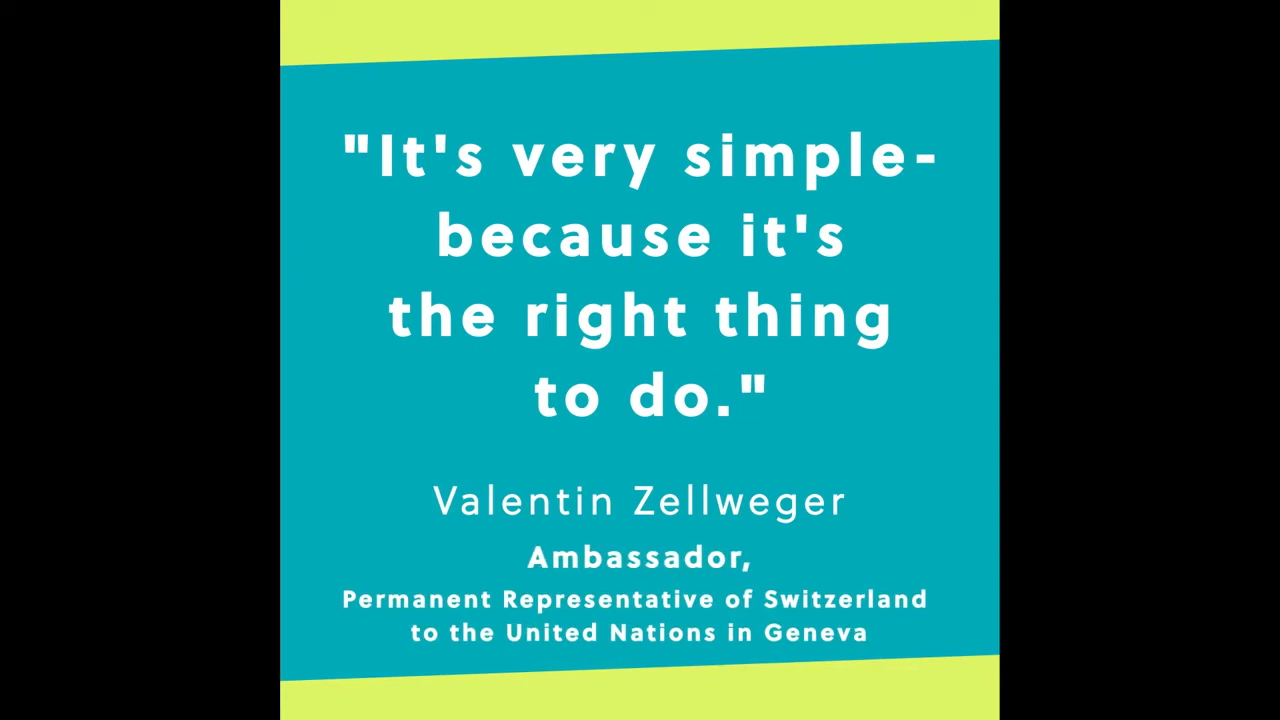 "It's very simple-
because it's
the right thing
to do."
Valentin Zellweger
Ambassador,
Permanent Representative of Switzerland
to the United Nations in Geneva